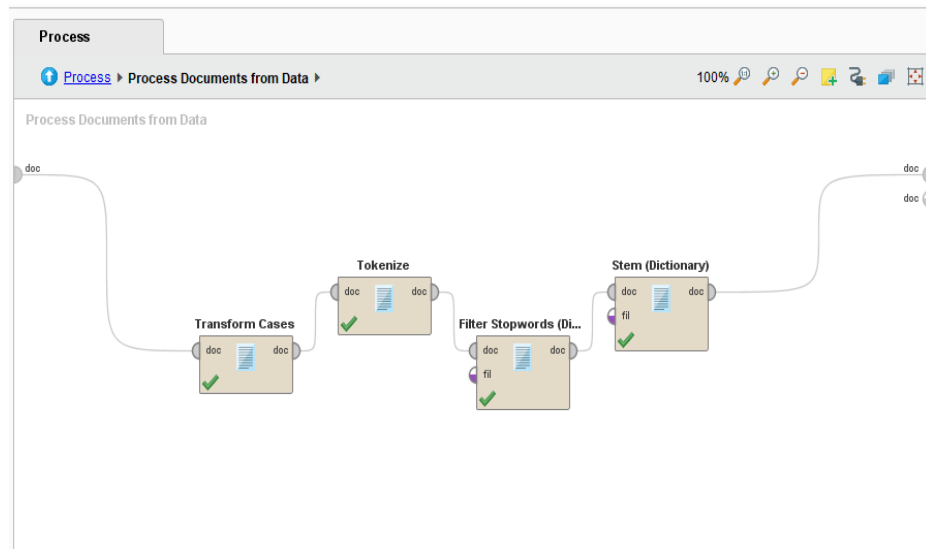 Process
Process Documents from Data
100%
Process Documents from Data
doc
doc
doc
Tokenize
doc doc
Stem (Dictionary)
doc doc
fil
Transform Cases
doc doc
Filter Stopwords (Di...
doc doc
fil